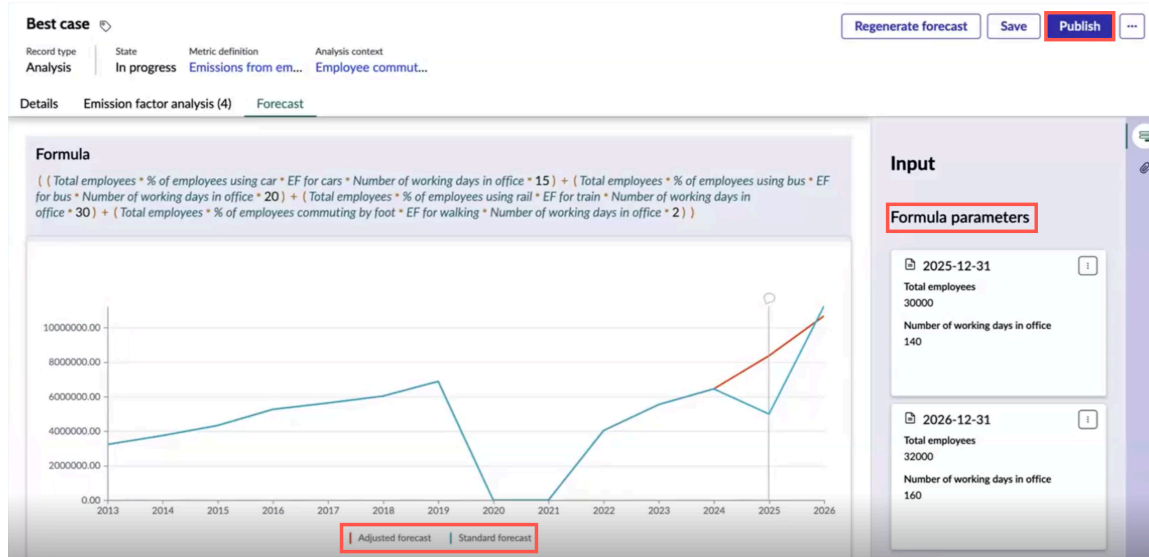 Best case
Regenerate forecast
Save
Publish
Record type
State
Metric definition
Analysis context
Analysis
In progress
Emissions from em...
Employee commut...
Details
Emission factor analysis (4)
Forecast
Formula
( ( Total employees * % of employees using car * EF for cars * Number of working days in office * 15 ) + ( Total employees * % of employees using bus * EF
for bus * Number of working days in office * 20 ) + ( Total employees * % of employees using rail * EF for train * Number of working days in
office * 30 ) + ( Total employees * % of employees commuting by foot * EF for walking * Number of working days in office * 2 ) )
10000000.00
8000000.00
6000000.00
4000000.00
2000000.00
0.00
2013 2014 2015 2016 2017 2018 2019 2020 2021 2022 2023 2024 2025 2026
Adjusted forecast
Standard forecast
Input
Formula parameters
2025-12-31
Total employees
30000
Number of working days in office
140
2026-12-31
Total employees
32000
Number of working days in office
160